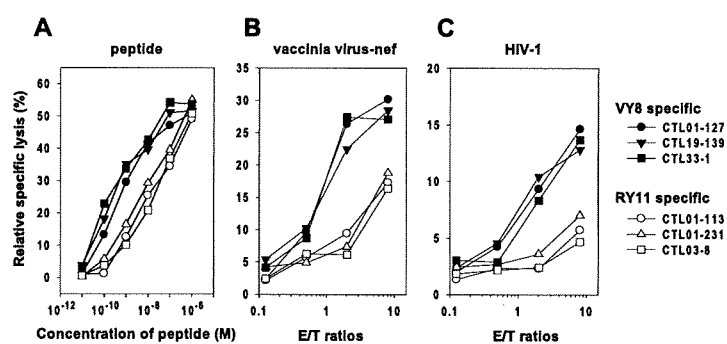 A
peptide
B
vaccinia virus-nef
C
HIV-1
Relative specific lysis (%)
60
50
40
30
20
10
0
10⁻¹² 10⁻¹⁰ 10⁻⁸ 10⁻⁶
Concentration of peptide (M)
35
30
25
20
15
10
5
0
0.1 1 10
E/T ratios
20
15
10
5
0
0.1 1 10
E/T ratios
VY8 specific
CTL01-127
CTL19-139
CTL33-1
RY11 specific
CTL01-113
CTL01-231
CTL03-8